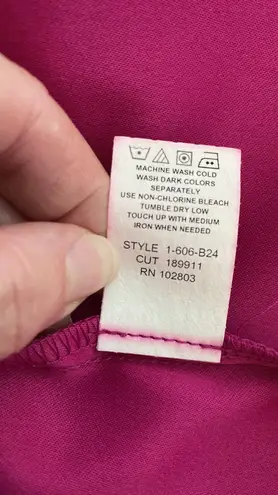 MACHINE WASH COLD
WASH DARK COLORS
SEPARATELY
USE NON-CHLORINE BLEACH
TUMBLE DRY LOW
TOUCH UP WITH MEDIUM
IRON WHEN NEEDED
STYLE 1-606-B24
CUT 189911
RN 102803